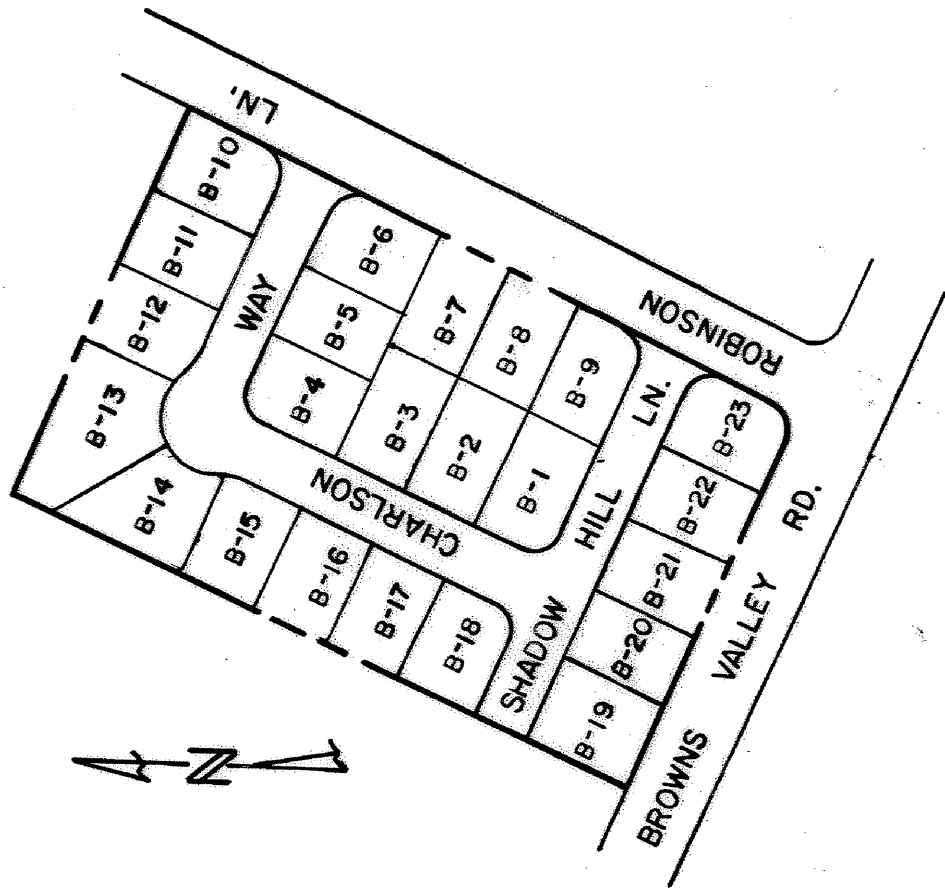 LN.
B-10
B-11
B-12
B-13
B-14
B-15
B-16
B-17
B-18
WAY
B-6
B-5
B-4
B-7
B-3
B-8
B-2
B-9
B-1
CHARLSON
ROBINSON
SHADOW HILL LN.
B-23
B-22
B-21
B-20
B-19
BROWNS VALLEY RD.
N